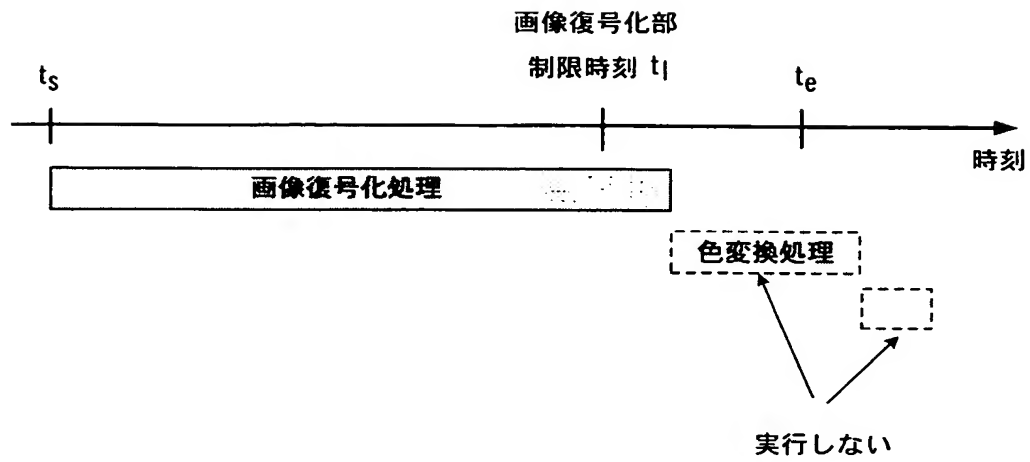 画像復号化部
制限時刻 tl
ts
te
時刻
画像復号化処理
色変換処理
実行しない